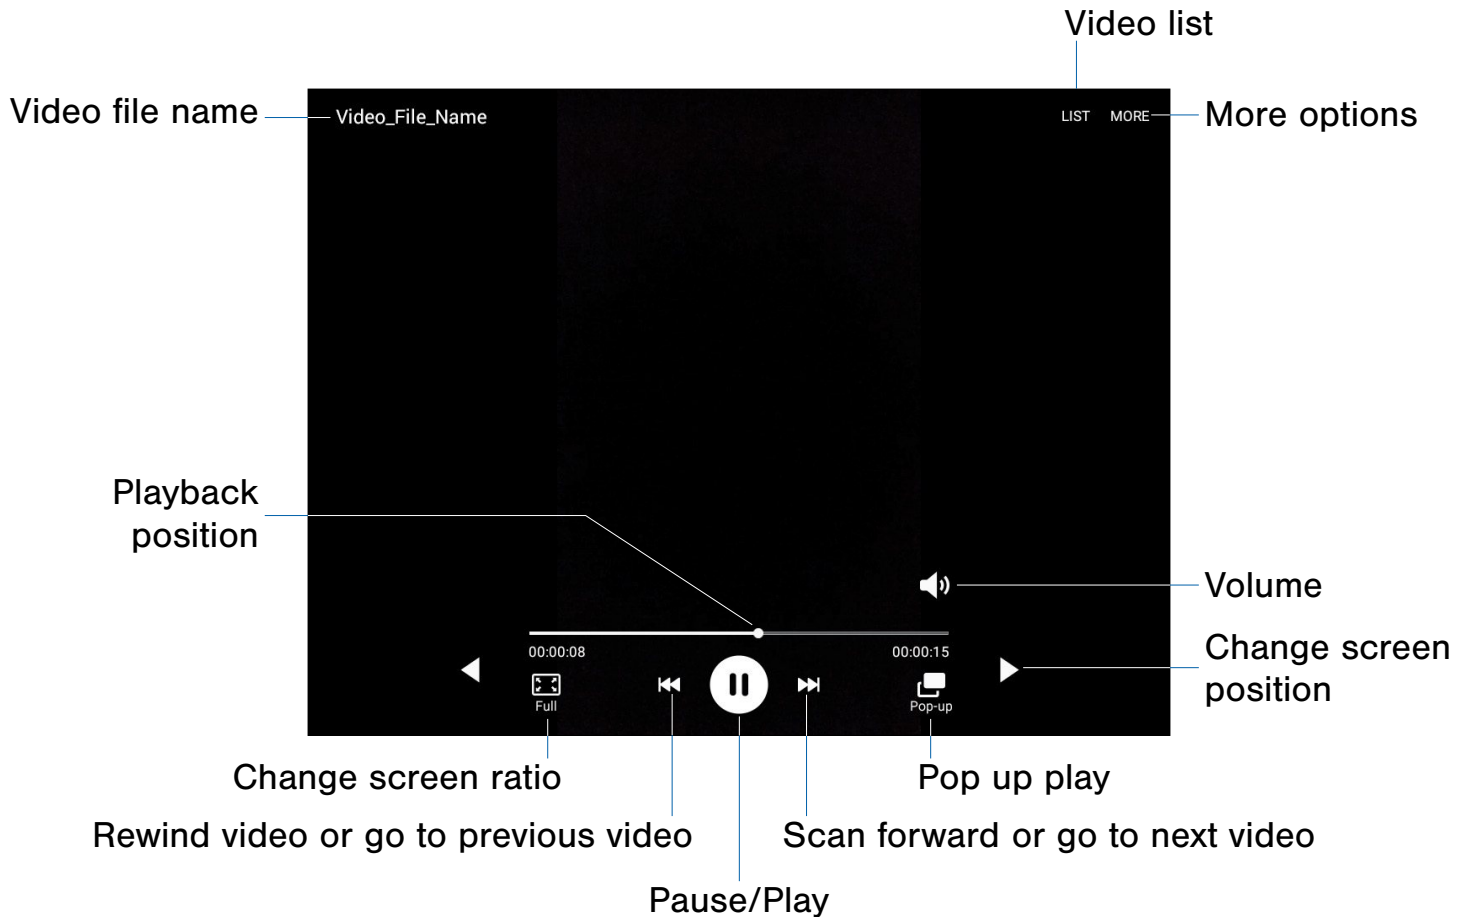 Video list
Video file name
Video_File_Name
LIST MORE
More options
Playback
position
Volume
00:00:08
00:00:15
Change screen
position
Full
Pop-up
Change screen ratio
Pop up play
Rewind video or go to previous video
Scan forward or go to next video
Pause/Play